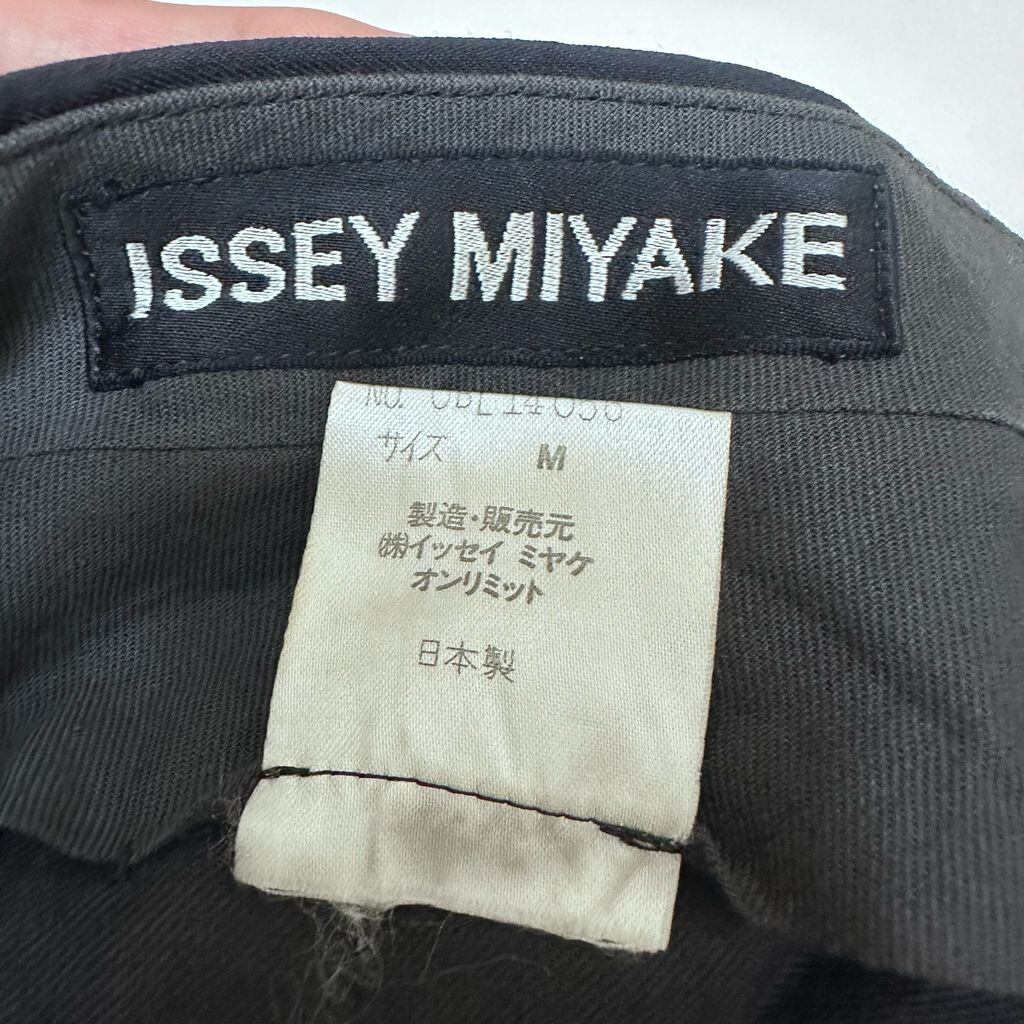 ISSEY MIYAKE
No.
サイズ M
製造・販売元
㈱イッセイ ミヤケ
オンリミット
日本製